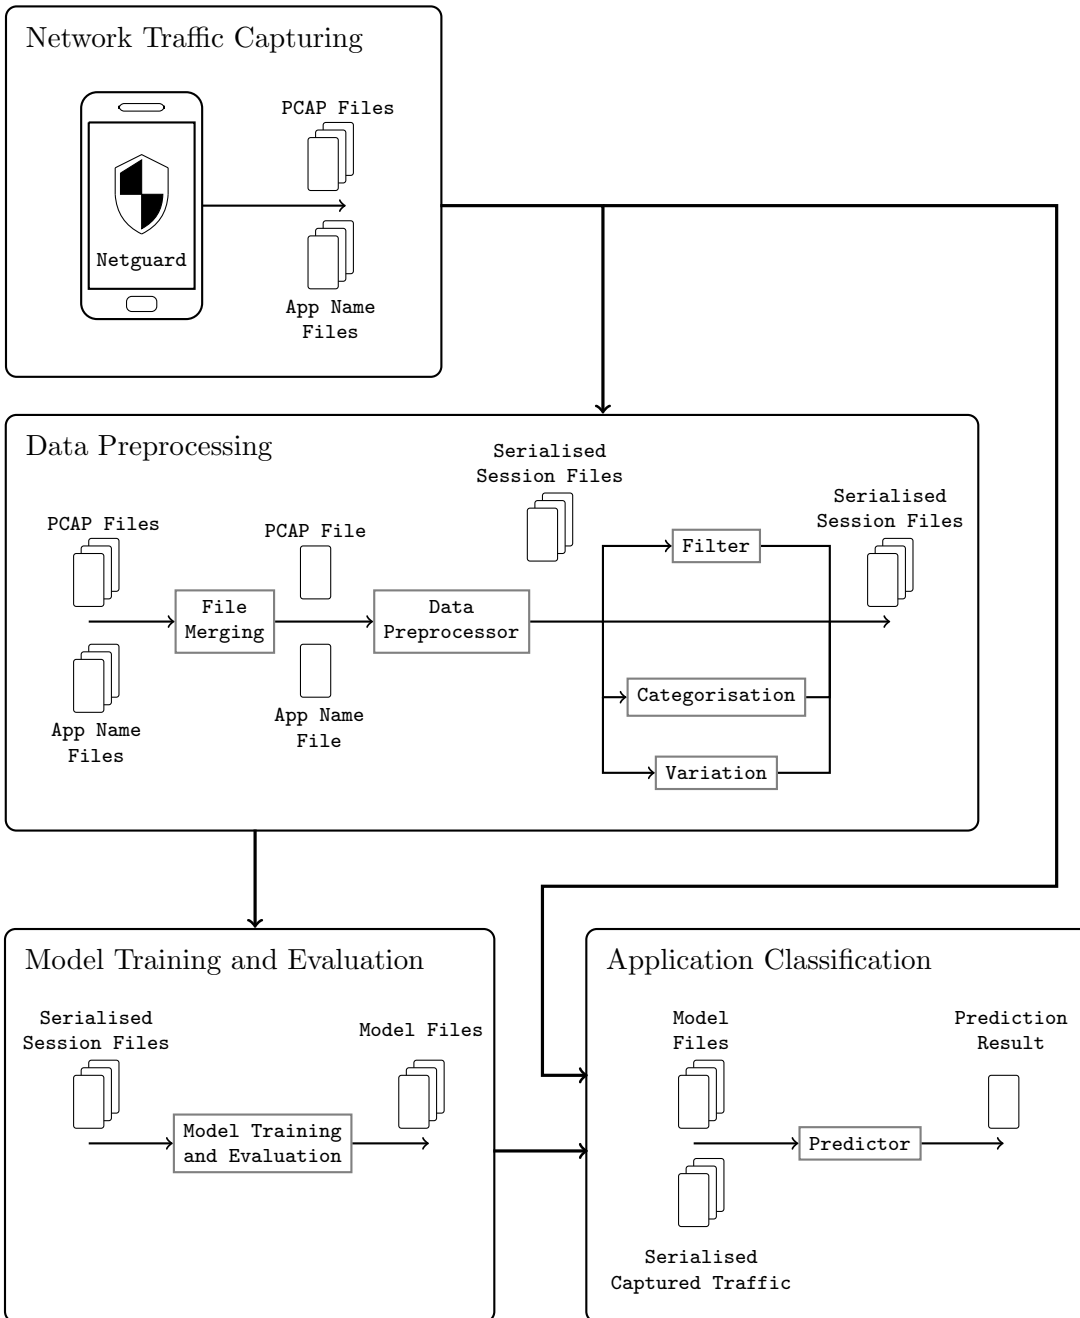 Network Traffic Capturing
PCAP Files
Netguard
App Name
Files
Data Preprocessing
Serialised
Session Files
Serialised
Session Files
PCAP Files
PCAP File
Filter
File
Merging
Data
Preprocessor
Categorisation
App Name
Files
App Name
File
Variation
Model Training and Evaluation
Serialised
Session Files
Model Files
Model Training
and Evaluation
Application Classification
Model
Files
Prediction
Result
Predictor
Serialised
Captured Traffic